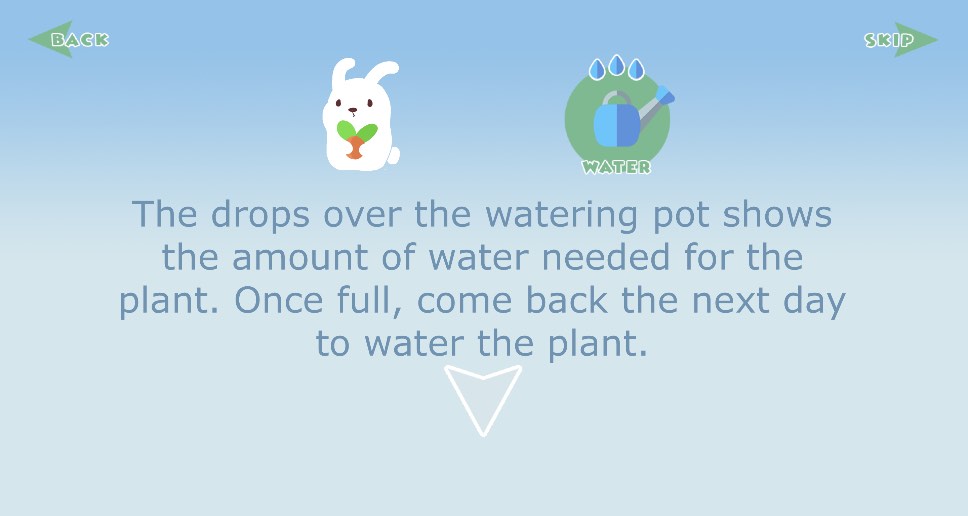 BACK
SKIP
WATER
The drops over the watering pot shows
the amount of water needed for the
plant. Once full, come back the next day
to water the plant.